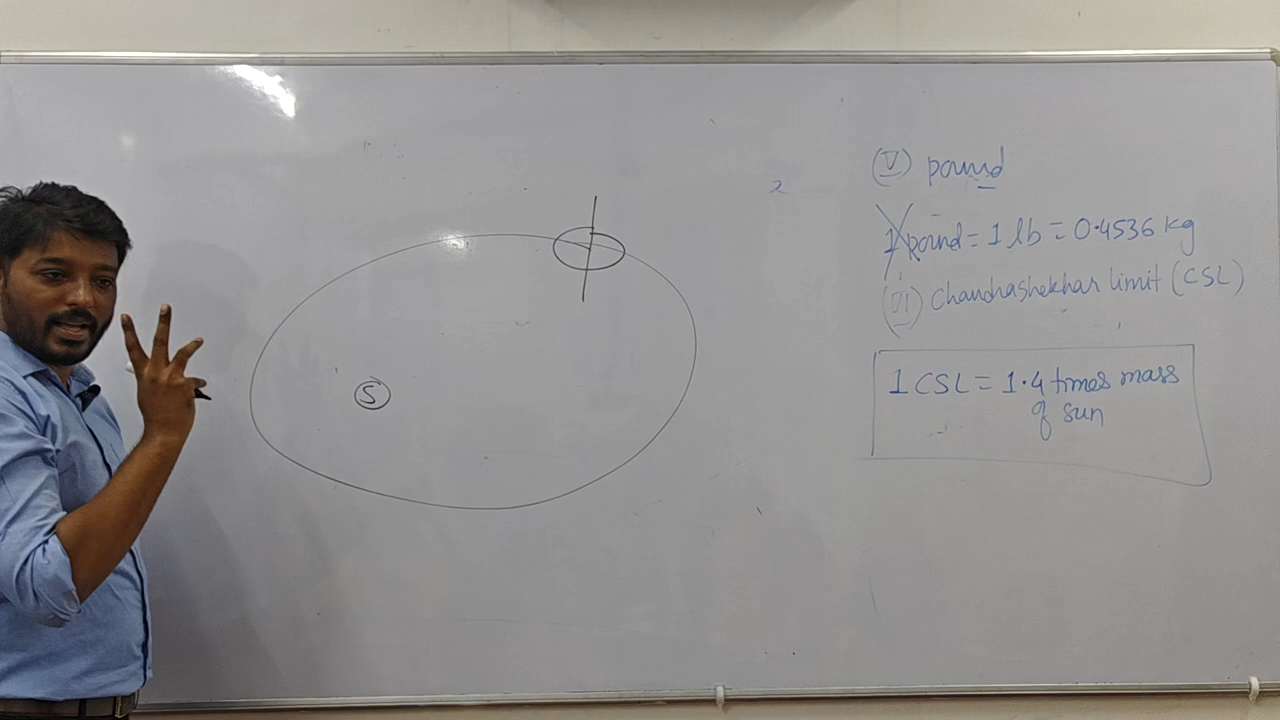 S
2
(V) pound
1 pound = 1 lb = 0.4536 kg
(VI) Chandrashekhar limit (CSL)
1 CSL = 1.4 times mass
of sun